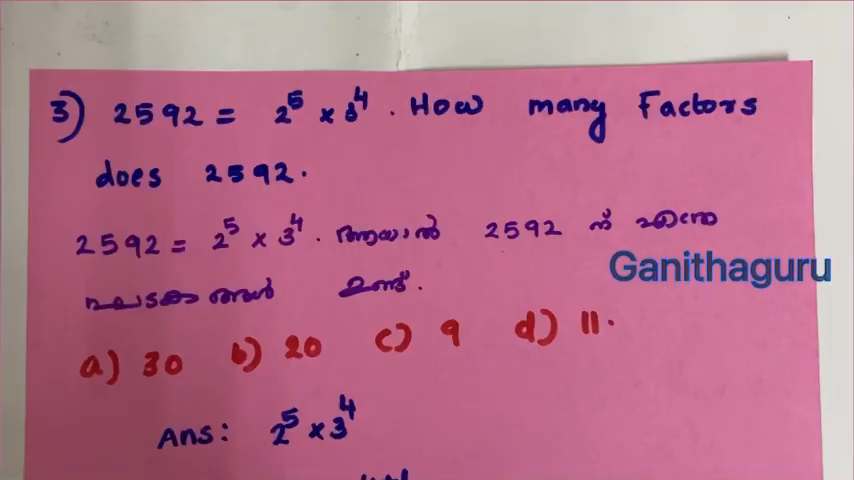 3) 2592 = 2⁵ × 3⁴ . How many Factors
does 2592.
2592 = 2⁵ × 3⁴ . ആയാൽ 2592 ന് എത്ര
Ganithaguru
ഘടകങ്ങൾ ഉണ്ട്.
a) 30 b) 20 c) 9 d) 11.
Ans: 2⁵ × 3⁴